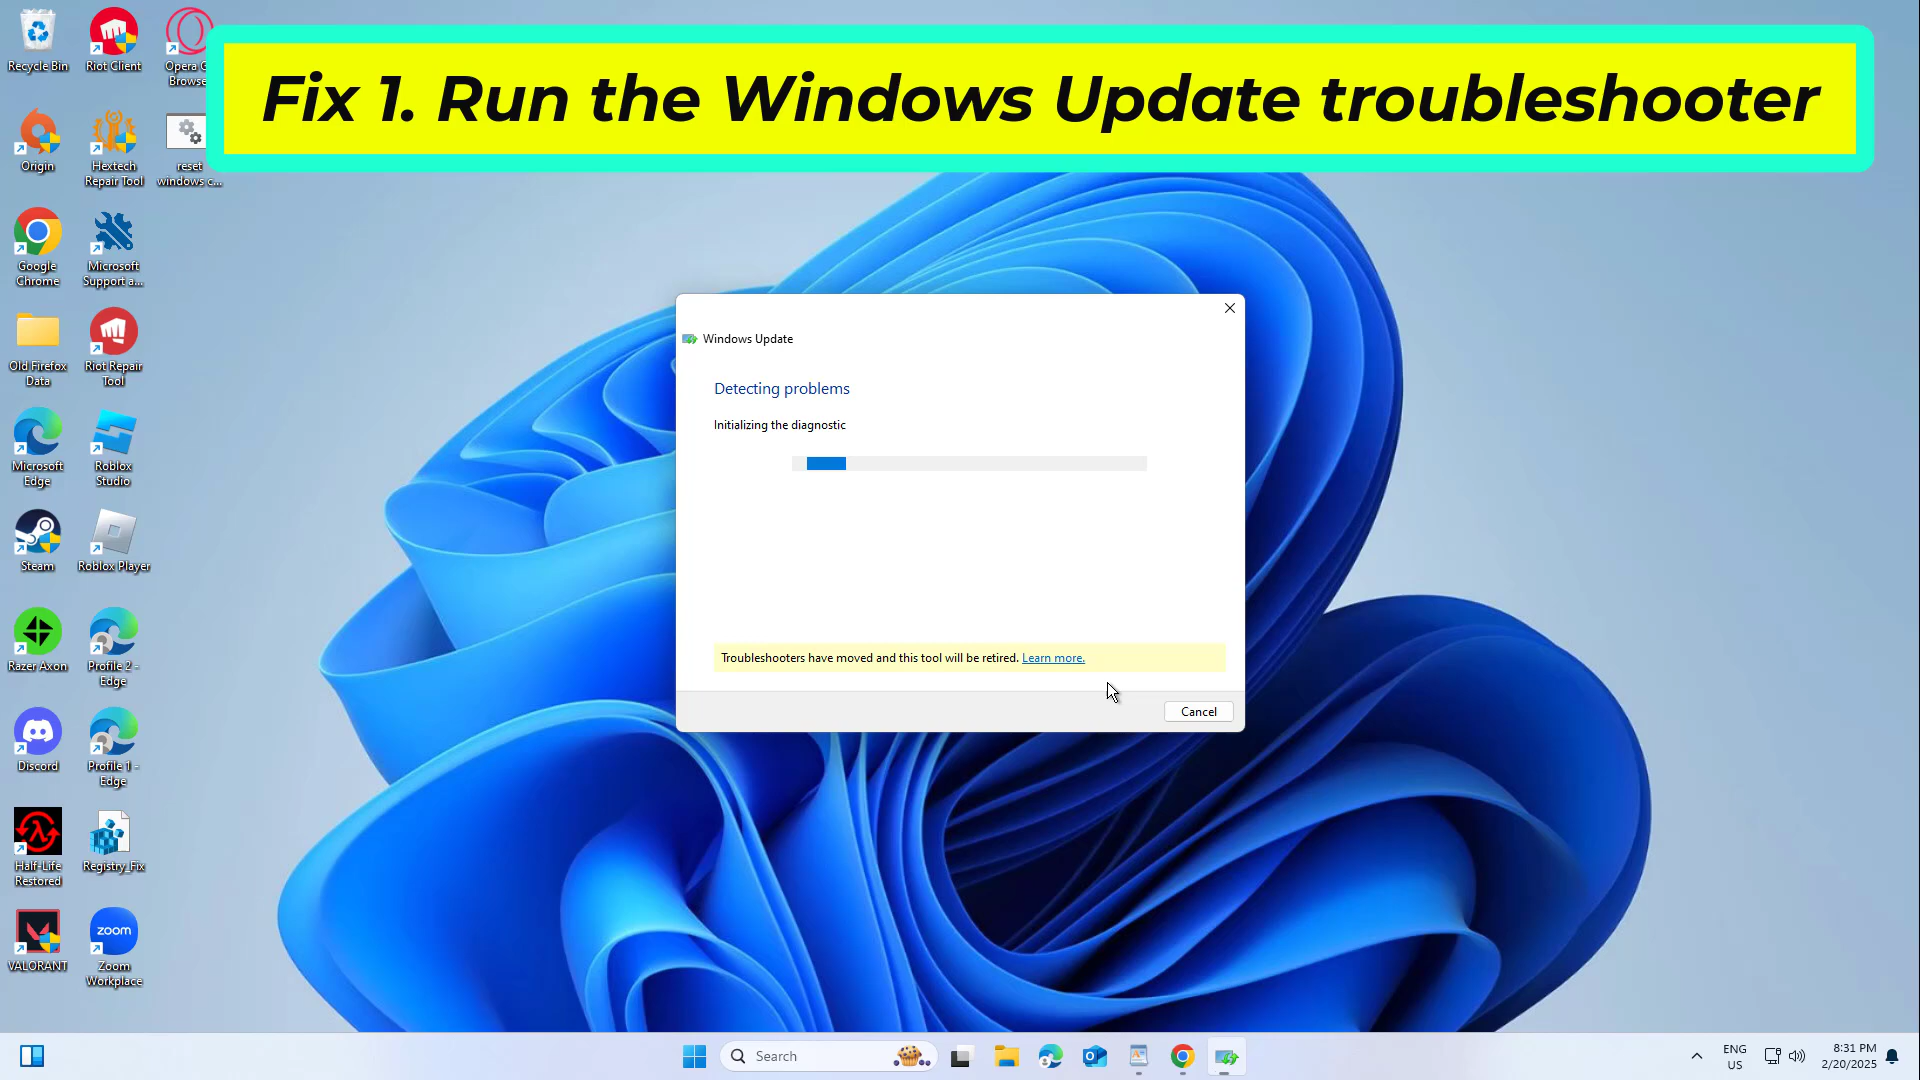 Fix 1. Run the Windows Update troubleshooter
Recycle Bin
Riot Client
Opera G
Browse
Origin
Hextech
Repair Tool
reset
windows c...
Google
Chrome
Microsoft
Support a...
Old Firefox
Data
Riot Repair
Tool
Microsoft
Edge
Roblox
Studio
Steam
Roblox Player
Razer Axon
Profile 2 -
Edge
Discord
Profile 1 -
Edge
Half-Life
Restored
Registry_Fix
VALORANT
zoom
Zoom
Workplace
Windows Update
Detecting problems
Initializing the diagnostic
Troubleshooters have moved and this tool will be retired. Learn more.
Cancel
Search
ENG
US
8:31 PM
2/20/2025